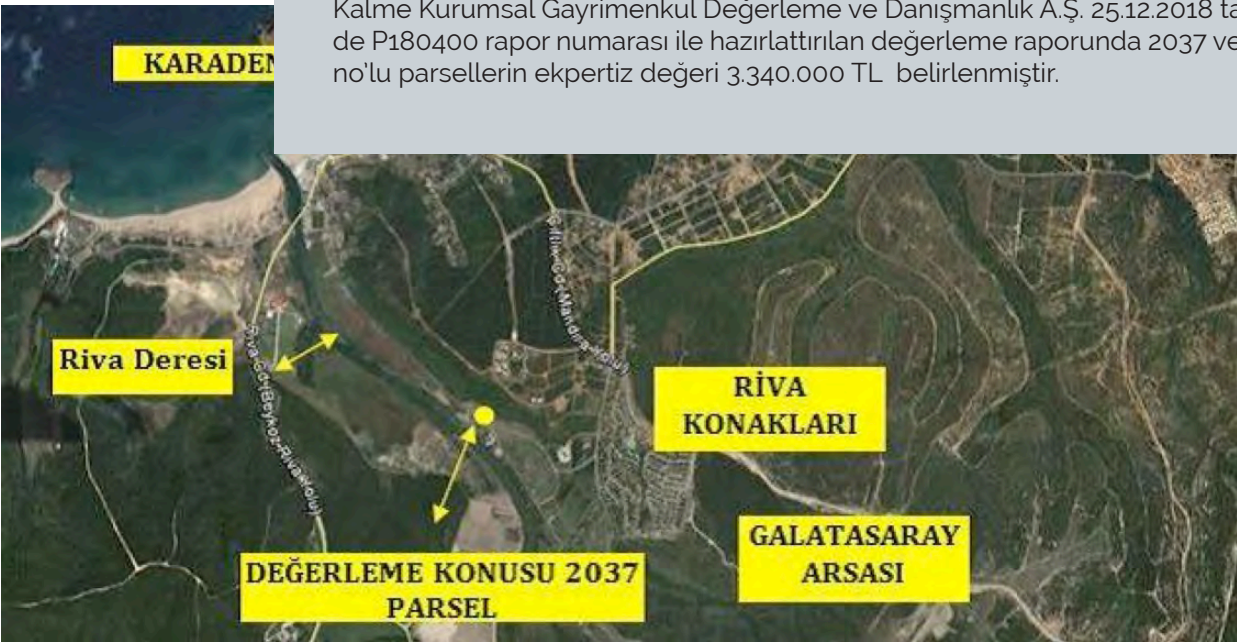 Kalme Kurumsal Gayrimenkul Değerleme ve Danışmanlık A.Ş. 25.12.2018 ta
de P180400 rapor numarası ile hazırlattırılan değerleme raporunda 2037 ve
no'lu parsellerin ekpertiz değeri 3.340.000 TL belirlenmiştir.
KARADEN
Riva Deresi
RİVA
KONAKLARI
GALATASARAY
ARSASI
DEĞERLEME KONUSU 2037
PARSEL